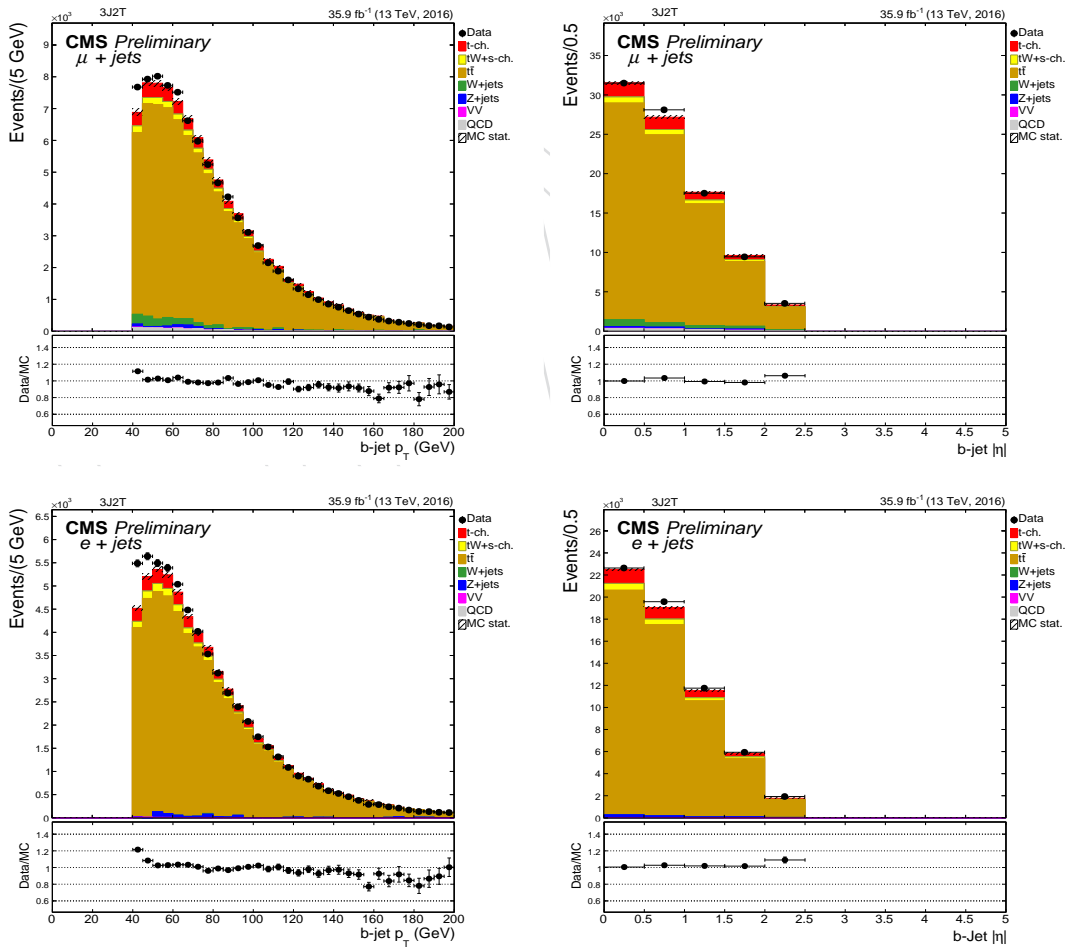 ×10³ 3J2T 35.9 fb⁻¹ (13 TeV, 2016)
CMS Preliminary
μ + jets
Events/(5 GeV)
9
8
7
6
5
4
3
2
1
0
Data
t-ch.
tW+s-ch.
tt̄
W+jets
Z+jets
VV
QCD
MC stat.
Data/MC
1.4
1.2
1
0.8
0.6
0 20 40 60 80 100 120 140 160 180 200
b-jet p_T (GeV)
×10³ 3J2T 35.9 fb⁻¹ (13 TeV, 2016)
CMS Preliminary
μ + jets
Events/0.5
35
30
25
20
15
10
5
0
Data
t-ch.
tW+s-ch.
tt̄
W+jets
Z+jets
VV
QCD
MC stat.
Data/MC
1.4
1.2
1
0.8
0.6
0 0.5 1 1.5 2 2.5 3 3.5 4 4.5 5
b-jet |η|
×10³ 3J2T 35.9 fb⁻¹ (13 TeV, 2016)
CMS Preliminary
e + jets
Events/(5 GeV)
6.5
6
5.5
5
4.5
4
3.5
3
2.5
2
1.5
1
0.5
0
Data
t-ch.
tW+s-ch.
tt̄
W+jets
Z+jets
VV
QCD
MC stat.
Data/MC
1.4
1.2
1
0.8
0.6
0 20 40 60 80 100 120 140 160 180 200
b-jet p_T (GeV)
×10³ 3J2T 35.9 fb⁻¹ (13 TeV, 2016)
CMS Preliminary
e + jets
Events/0.5
26
24
22
20
18
16
14
12
10
8
6
4
2
0
Data
t-ch.
tW+s-ch.
tt̄
W+jets
Z+jets
VV
QCD
MC stat.
Data/MC
1.4
1.2
1
0.8
0.6
0 0.5 1 1.5 2 2.5 3 3.5 4 4.5 5
b-Jet |η|